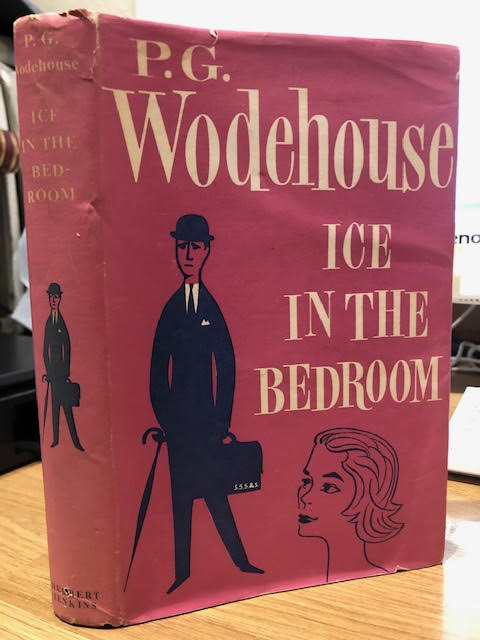 P. G.
Wodehouse
ICE
IN THE
BED-
ROOM
P.G.
Wodehouse
ICE
IN THE
BEDROOM
S.S.S.&S.
HERBERT
JENKINS